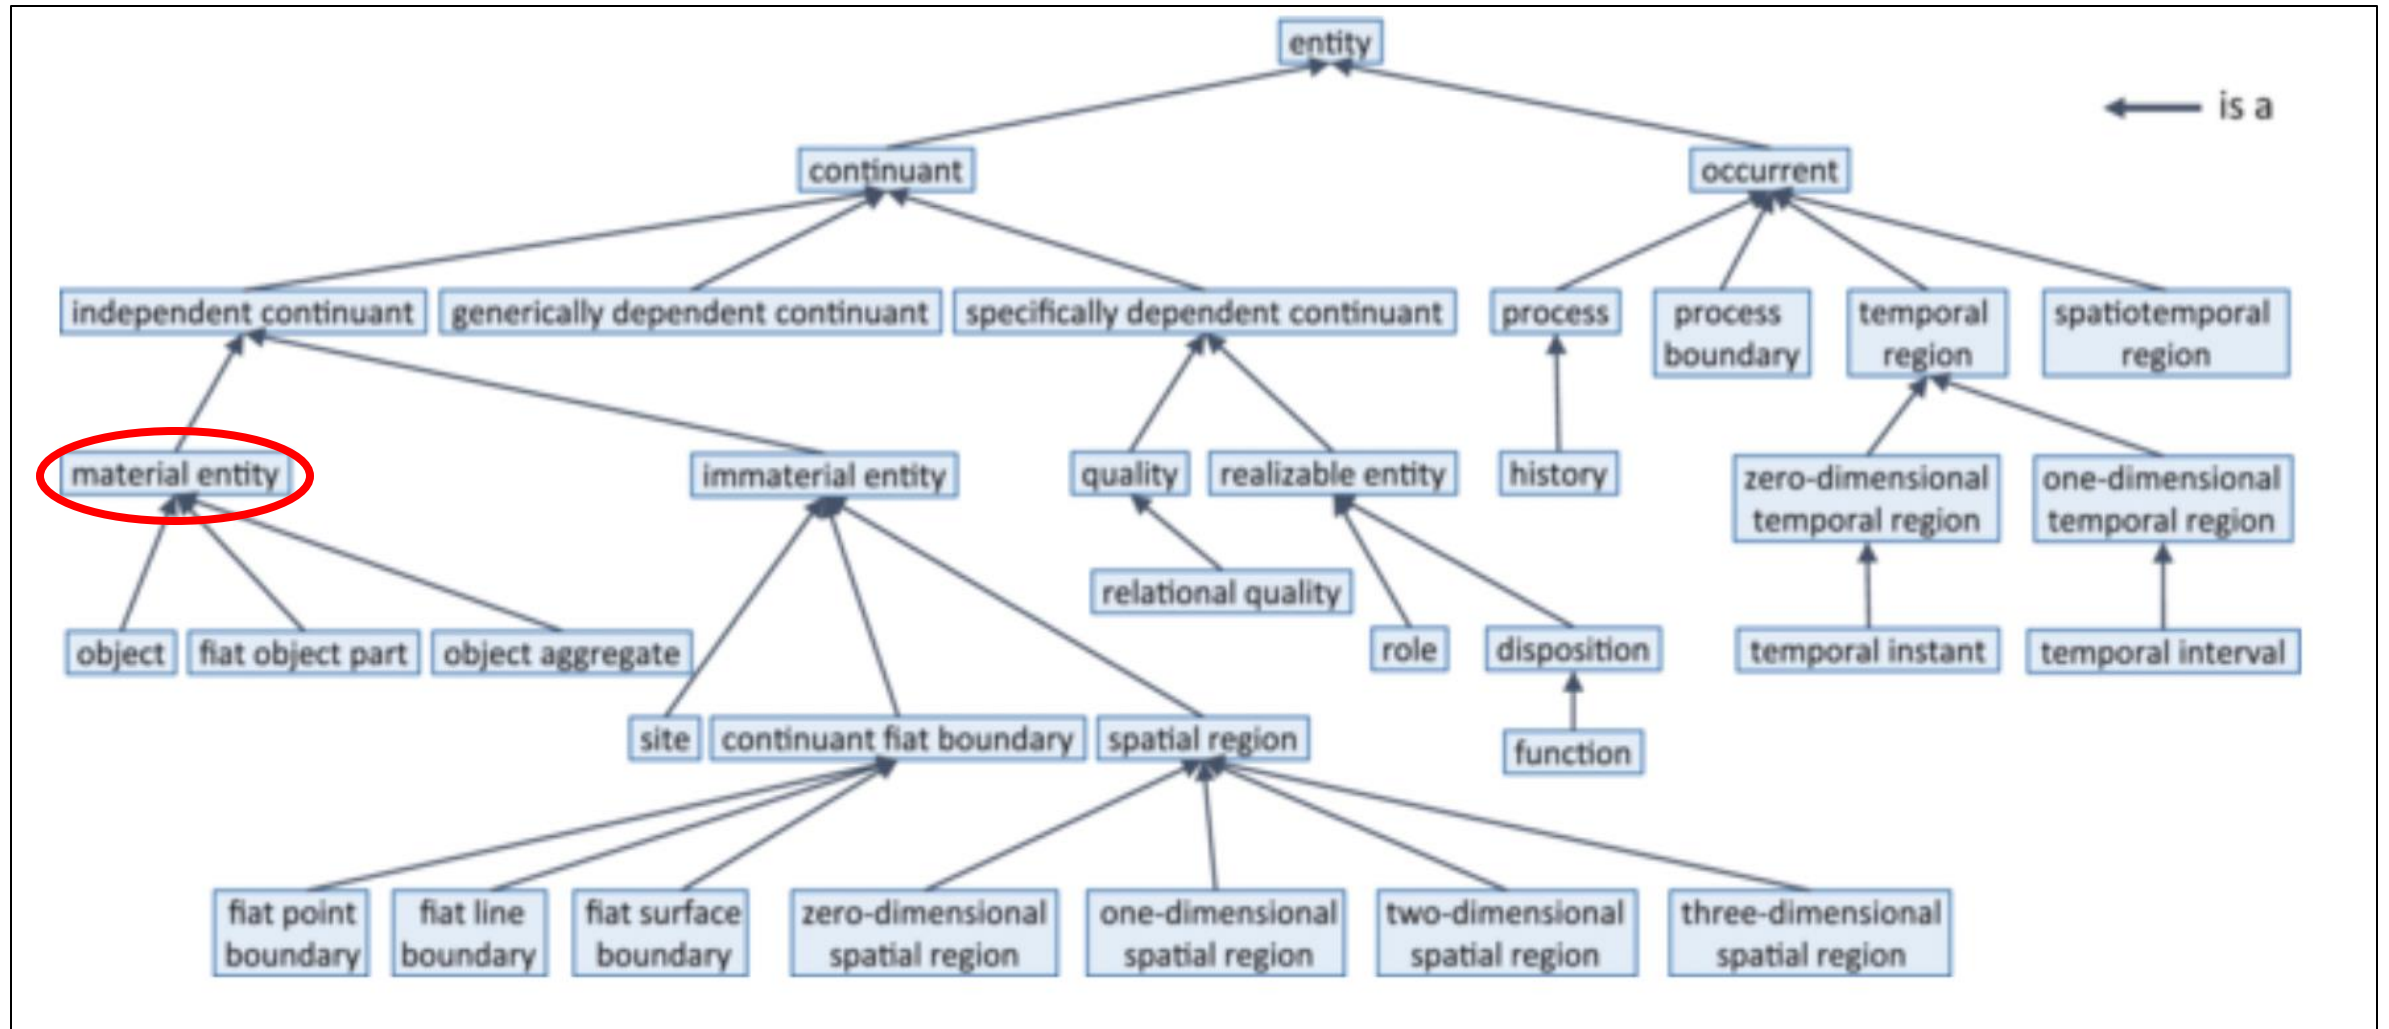 entity
is a
continuant
occurrent
independent continuant
generically dependent continuant
specifically dependent continuant
process
process
boundary
temporal
region
spatiotemporal
region
material entity
immaterial entity
quality
realizable entity
history
zero-dimensional
temporal region
one-dimensional
temporal region
relational quality
object
fiat object part
object aggregate
role
disposition
temporal instant
temporal interval
site
continuant fiat boundary
spatial region
function
fiat point
boundary
fiat line
boundary
fiat surface
boundary
zero-dimensional
spatial region
one-dimensional
spatial region
two-dimensional
spatial region
three-dimensional
spatial region